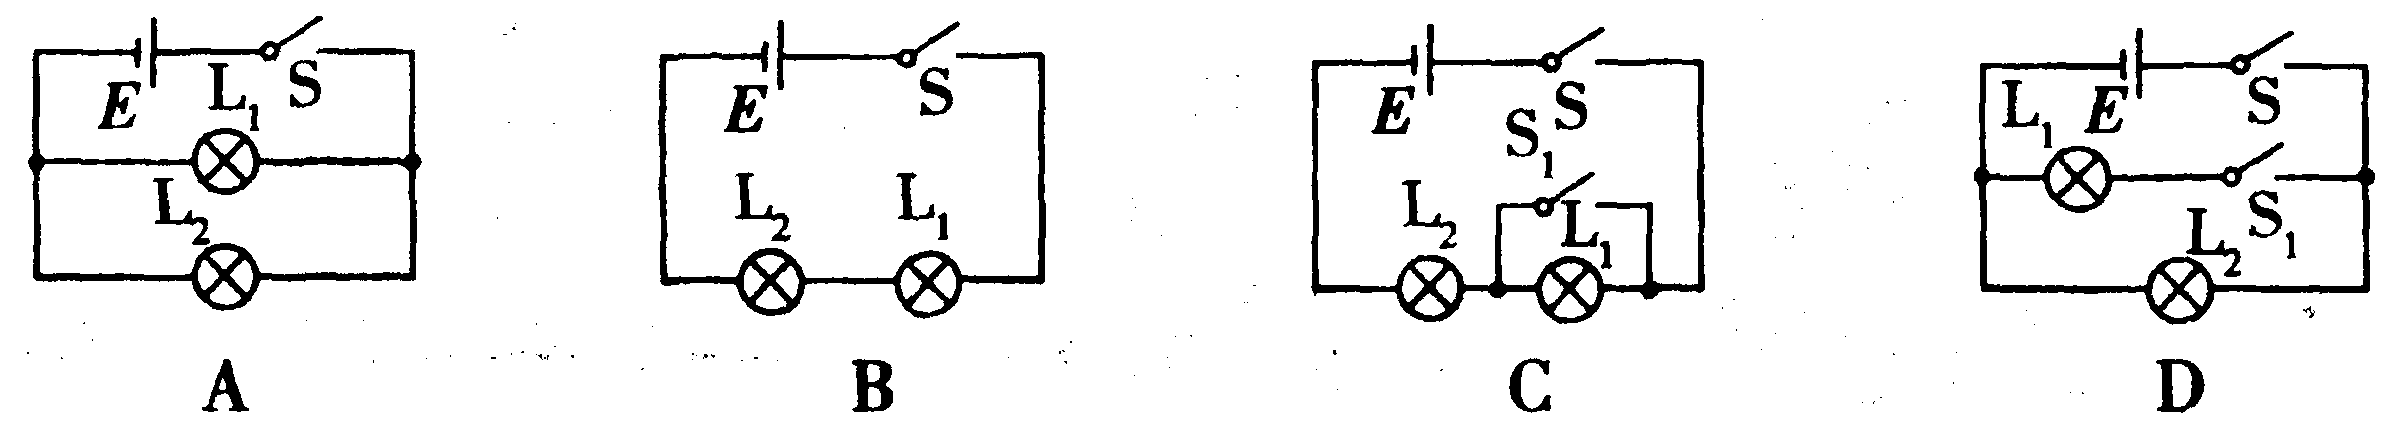 E L₁ S
L₂
A
E S
L₂ L₁
B
E S
S₁
L₂ L₁
C
L₁ E S
L₂ S₁
D